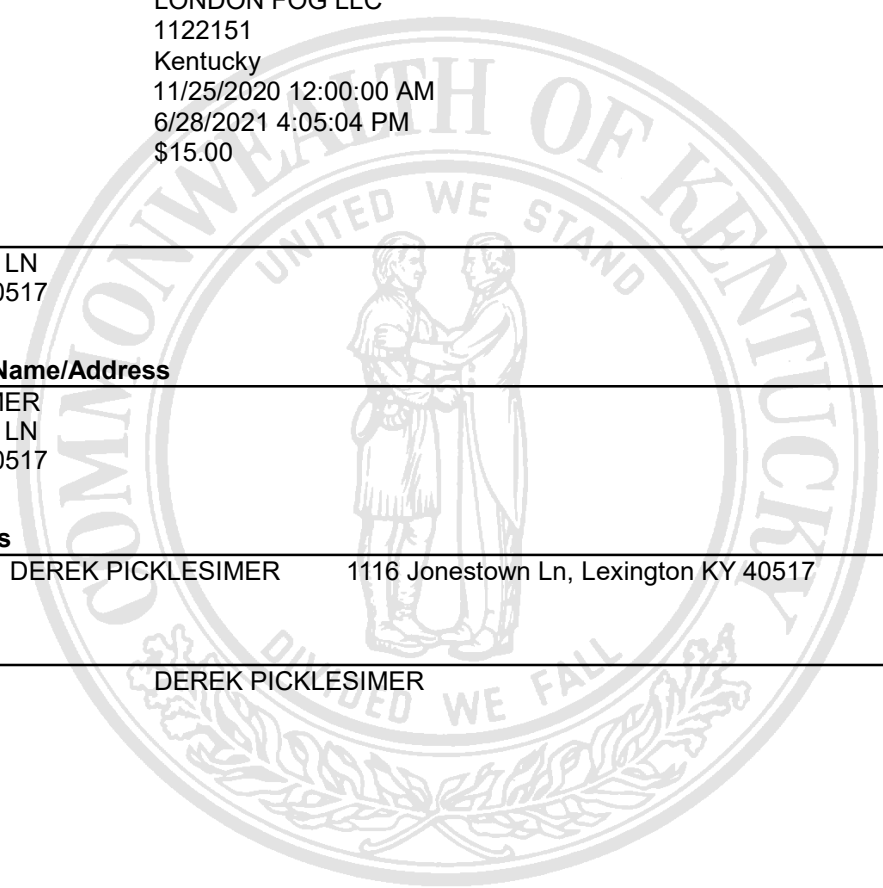 LONDON FOG LLC
1122151
Kentucky
11/25/2020 12:00:00 AM
6/28/2021 4:05:04 PM
$15.00
LN
0517
Name/Address
MER
LN
0517
s
DEREK PICKLESIMER 1116 Jonestown Ln, Lexington KY 40517
DEREK PICKLESIMER
COMMONWEALTH OF KENTUCKY
UNITED WE STAND
DIVIDED WE FALL